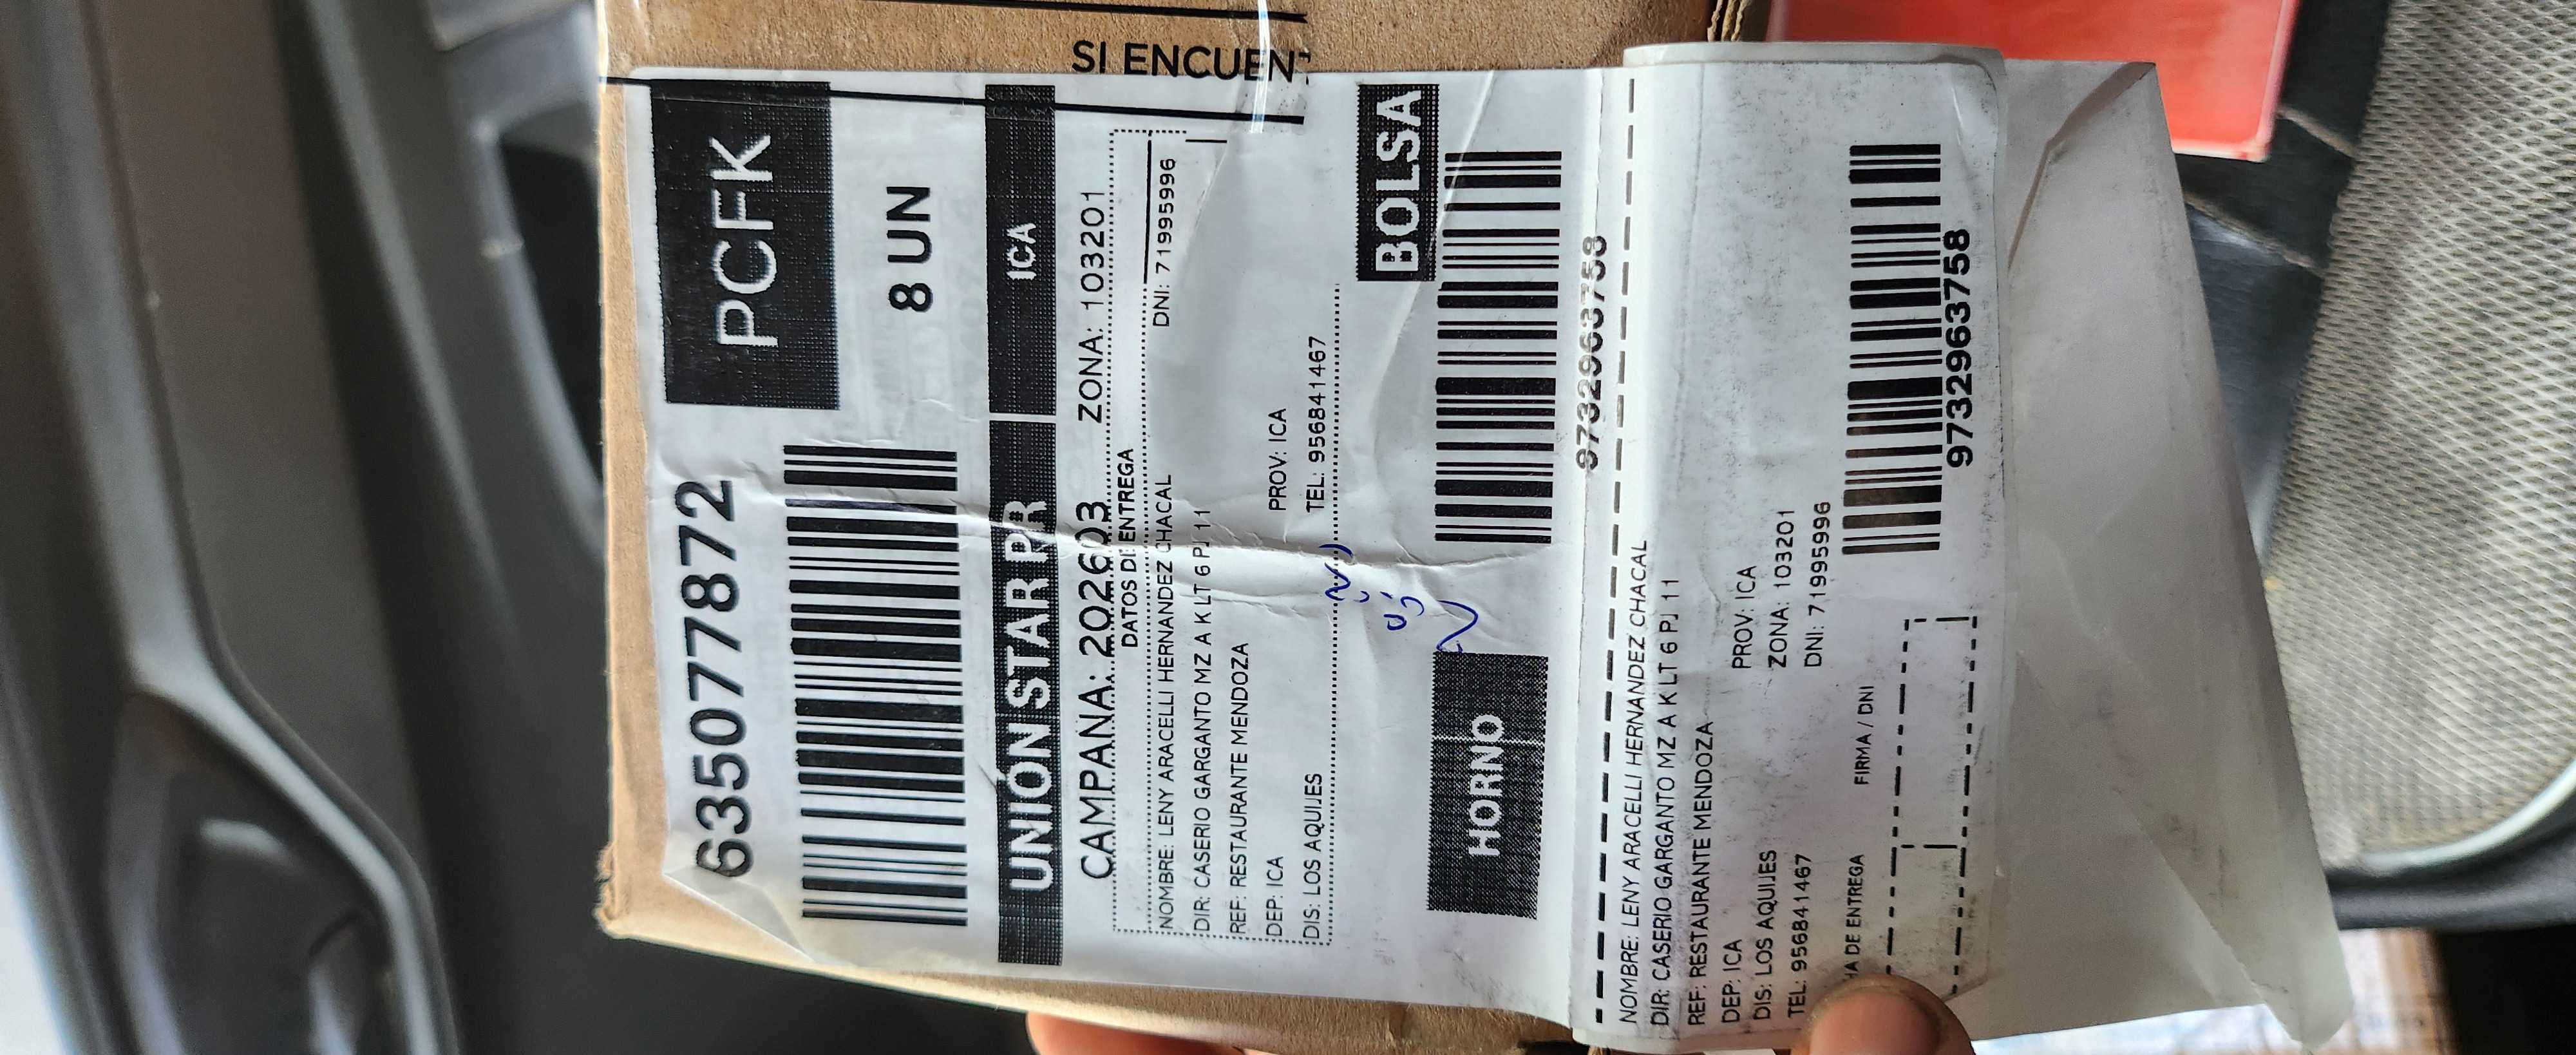 SI ENCUEN
6350777872
PCFK
8 UN
UNIÓN STAR PR
ICA
CAMPAÑA: 202603 ZONA: 103201
DATOS DE ENTREGA
NOMBRE: LENY ARACELLI HERNANDEZ CHACAL DNI: 71995996
DIR: CASERIO GARGANTO MZ A K LT 6 PJ 11
REF: RESTAURANTE MENDOZA
DEP: ICA PROV: ICA
DIS: LOS AQUIJES TEL: 956841467
BOLSA
HORNO
9732963758
NOMBRE: LENY ARACELLI HERNANDEZ CHACAL
DIR: CASERIO GARGANTO MZ A K LT 6 PJ 11
REF: RESTAURANTE MENDOZA
DEP: ICA PROV: ICA
DIS: LOS AQUIJES ZONA: 103201
TEL: 956841467 DNI: 71995996
HA DE ENTREGA FIRMA / DNI
9732963758